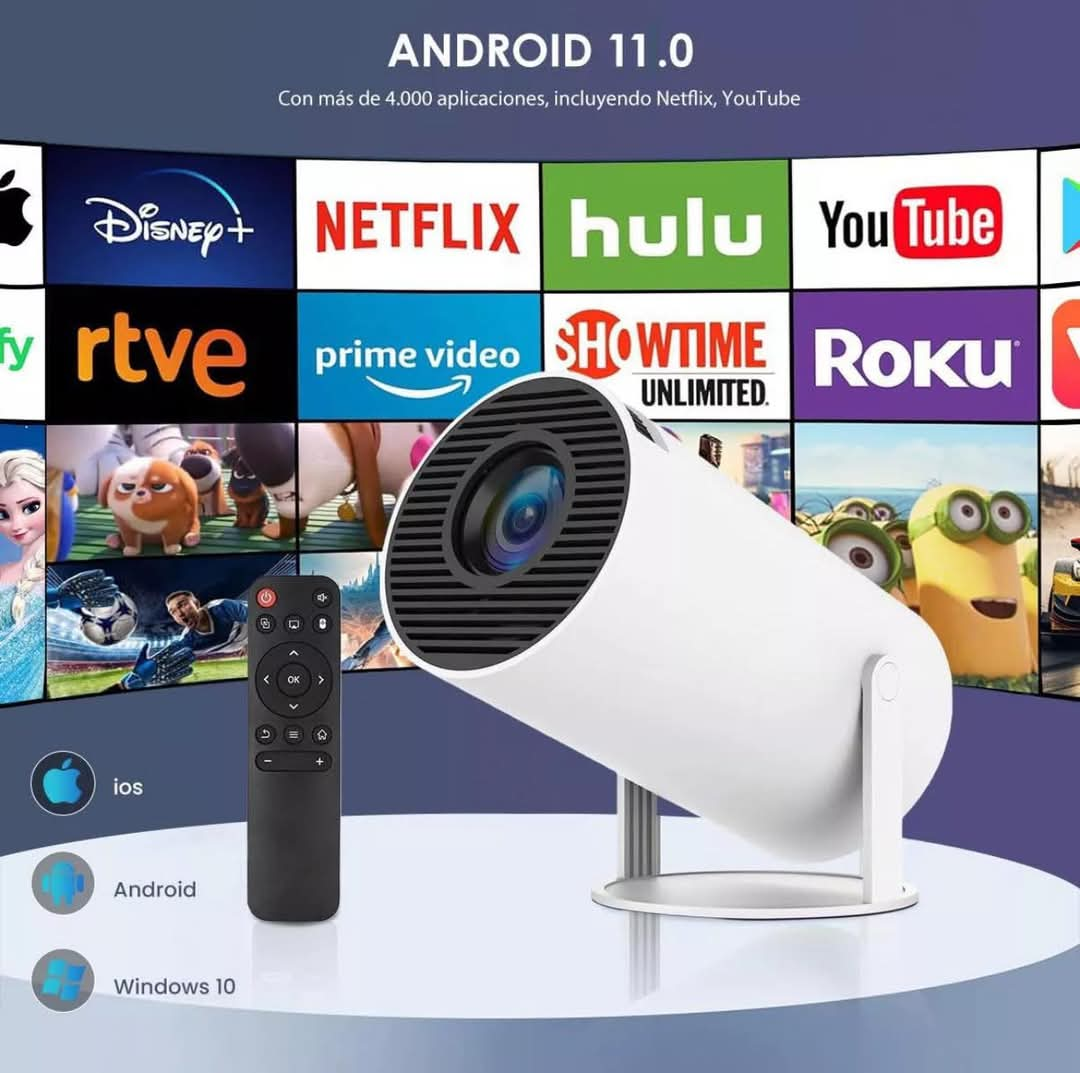 ANDROID 11.0
Con más de 4.000 aplicaciones, incluyendo Netflix, YouTube
Disney+
NETFLIX
hulu
YouTube
fy
rtve
prime video
SHOWTIME
UNLIMITED.
ROKU
OK
ios
Android
Windows 10